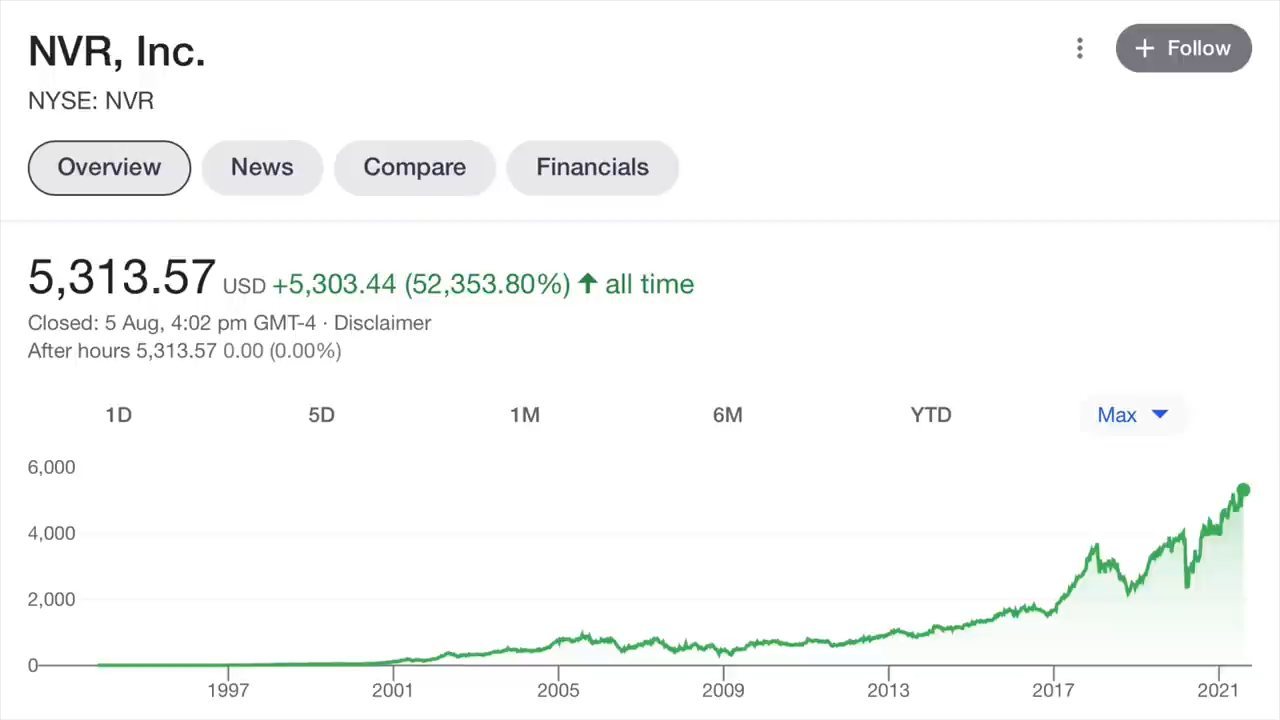 NVR, Inc.
+ Follow
NYSE: NVR
Overview News Compare Financials
5,313.57 USD +5,303.44 (52,353.80%) ↑ all time
Closed: 5 Aug, 4:02 pm GMT-4 · Disclaimer
After hours 5,313.57 0.00 (0.00%)
1D 5D 1M 6M YTD Max
6,000
4,000
2,000
0
1997 2001 2005 2009 2013 2017 2021